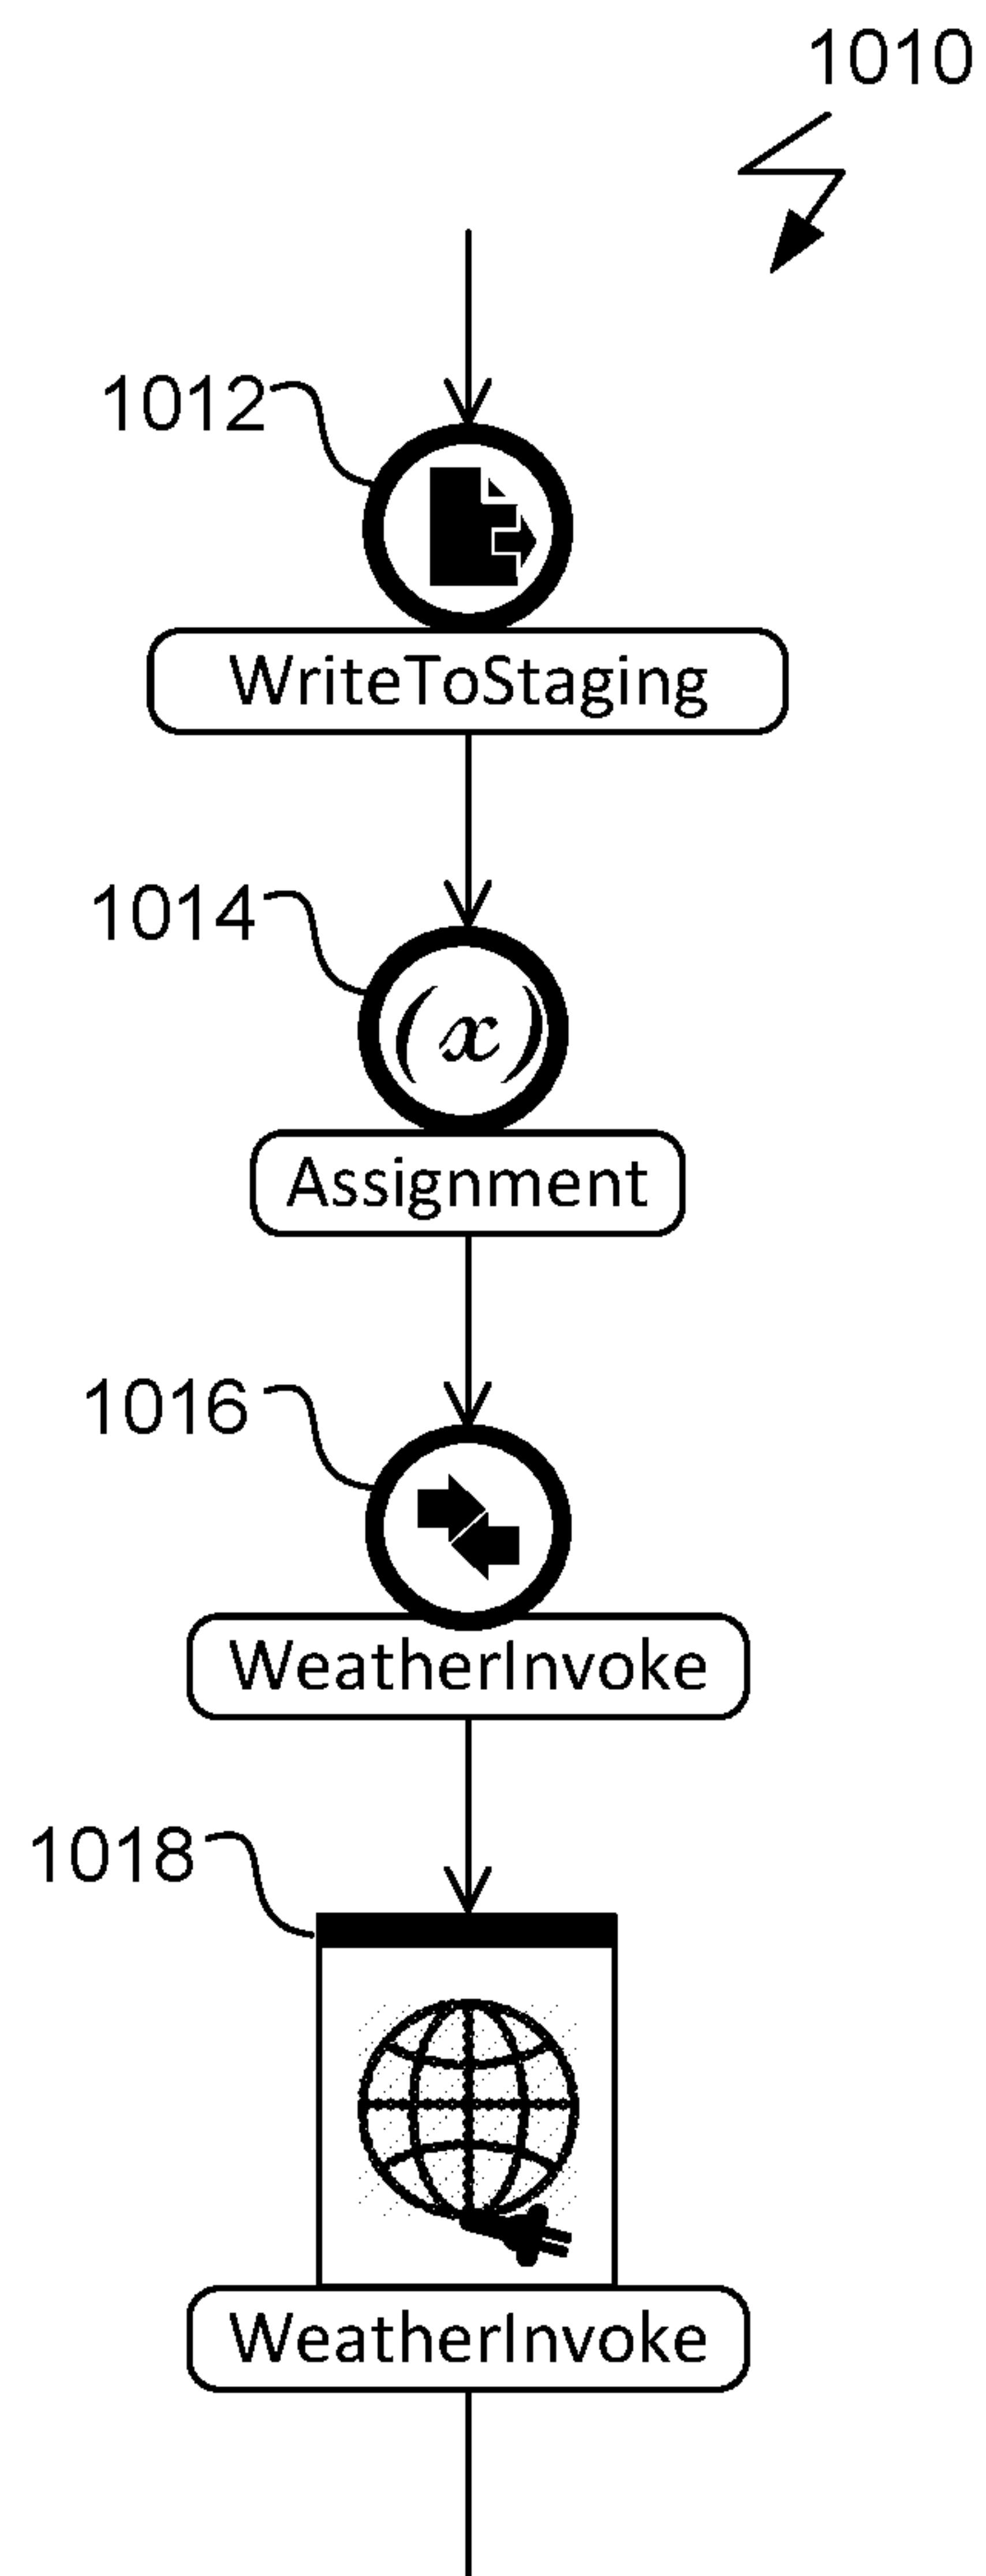 1010
1012
WriteToStaging
1014
(x)
Assignment
1016
WeatherInvoke
1018
WeatherInvoke